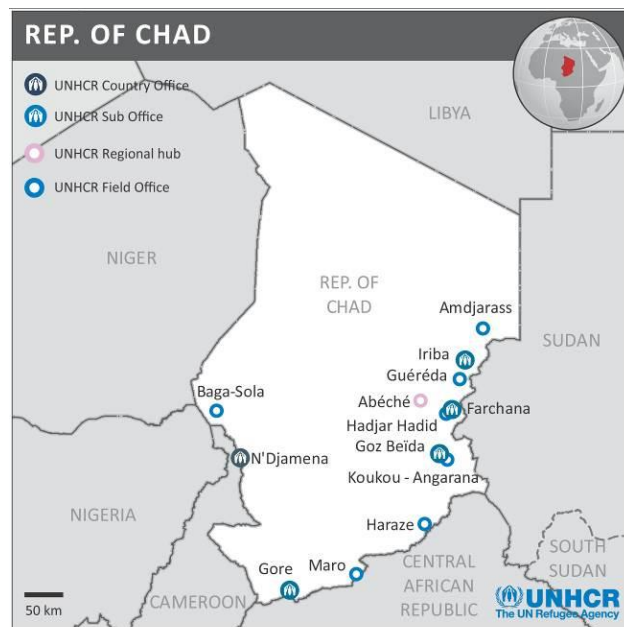 REP. OF CHAD
UNHCR Country Office
UNHCR Sub Office
UNHCR Regional hub
UNHCR Field Office
LIBYA
NIGER
REP. OF
CHAD
Amdjarass
SUDAN
Iriba
Guéréda
Baga-Sola
Abéché
Farchana
Hadjar Hadid
Goz Beïda
N'Djamena
Koukou - Angarana
NIGERIA
Haraze
SOUTH
SUDAN
Gore
Maro
CENTRAL
AFRICAN
REPUBLIC
CAMEROON
50 km
UNHCR
The UN Refugee Agency